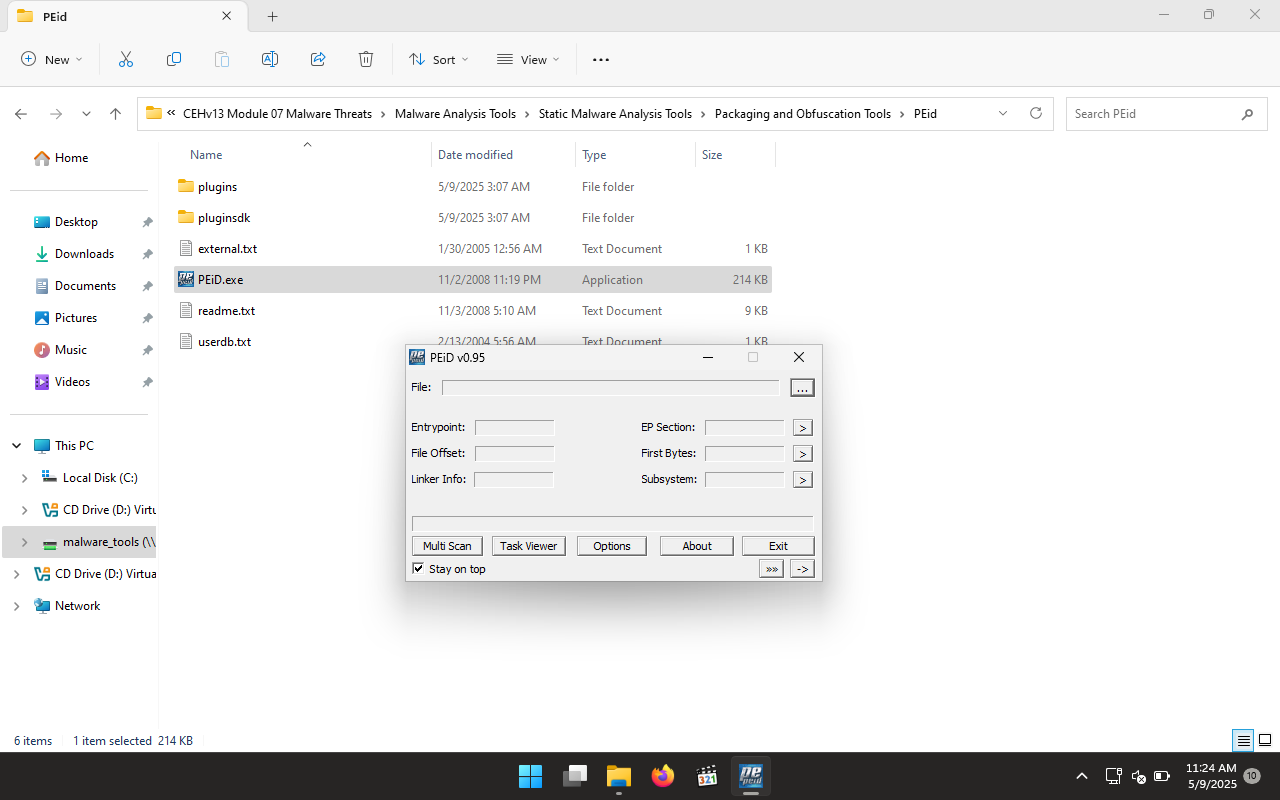 PEid
New
Sort
View
« CEHv13 Module 07 Malware Threats › Malware Analysis Tools › Static Malware Analysis Tools › Packaging and Obfuscation Tools › PEid
Search PEid
Home
Desktop
Downloads
Documents
Pictures
Music
Videos
This PC
Local Disk (C:)
CD Drive (D:) Virtu
malware_tools (\\
CD Drive (D:) Virtua
Network
Name Date modified Type Size
plugins 5/9/2025 3:07 AM File folder
pluginsdk 5/9/2025 3:07 AM File folder
external.txt 1/30/2005 12:56 AM Text Document 1 KB
PEiD.exe 11/2/2008 11:19 PM Application 214 KB
readme.txt 11/3/2008 5:10 AM Text Document 9 KB
userdb.txt 2/13/2004 5:56 AM Text Document 1 KB
PEiD v0.95
File: ...
Entrypoint: EP Section: >
File Offset: First Bytes: >
Linker Info: Subsystem: >
Multi Scan Task Viewer Options About Exit
Stay on top »» ->
6 items 1 item selected 214 KB
321
pe
peid
11:24 AM
5/9/2025
10